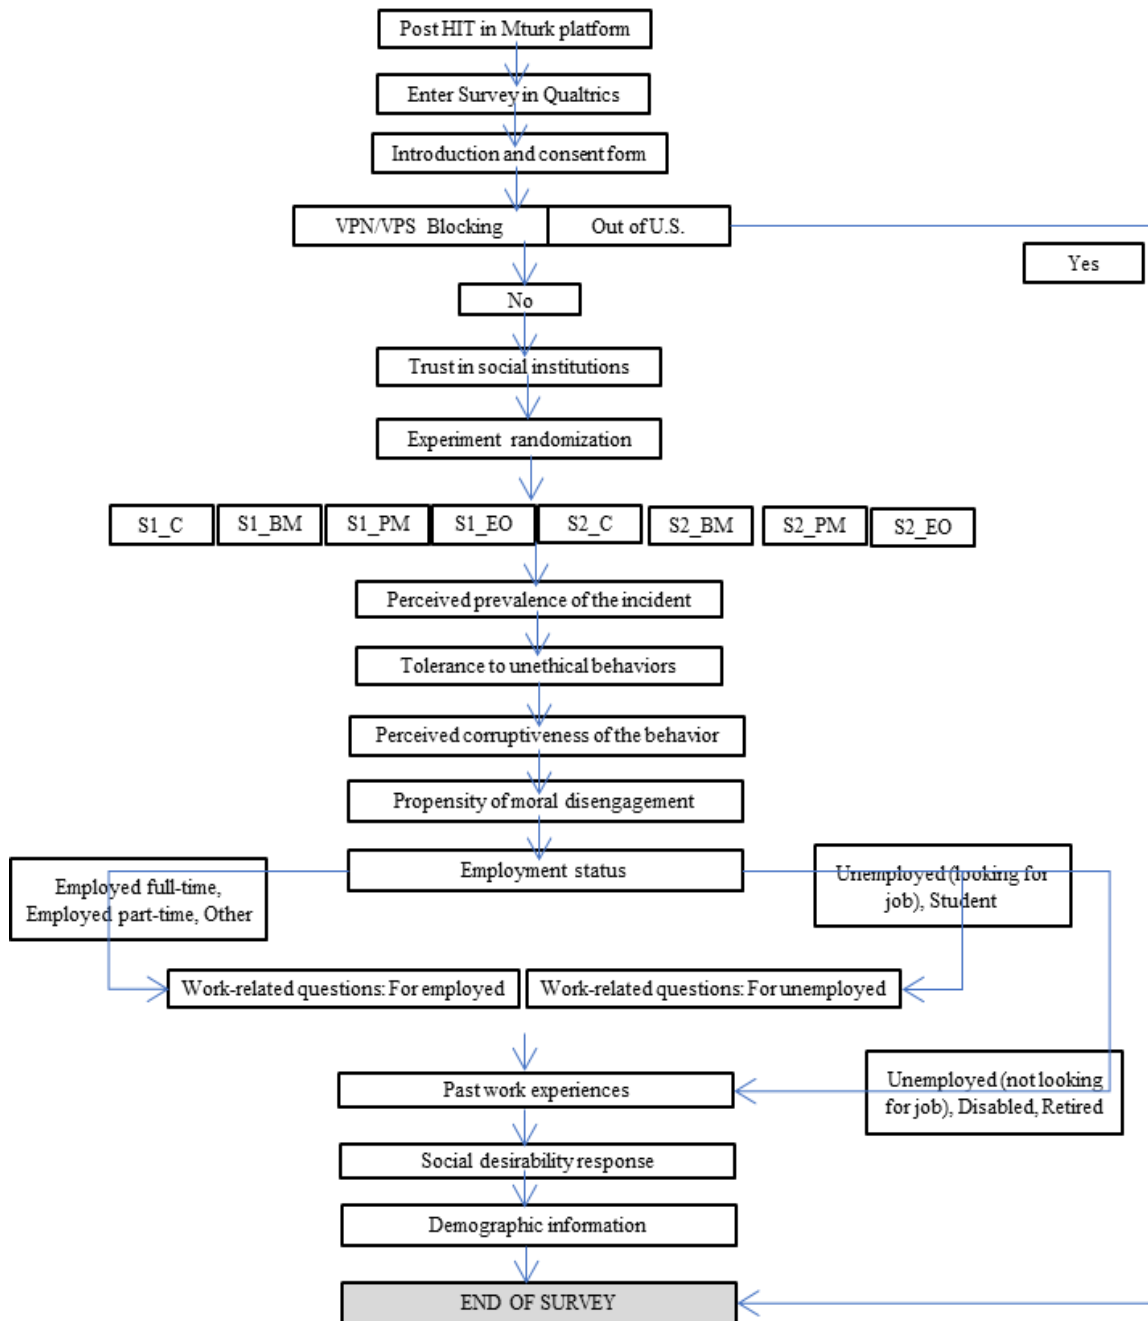 Post HIT in Mturk platform
Enter Survey in Qualtrics
Introduction and consent form
VPN/VPS Blocking
Out of U.S.
Yes
No
Trust in social institutions
Experiment randomization
S1_C
S1_BM
S1_PM
S1_EO
S2_C
S2_BM
S2_PM
S2_EO
Perceived prevalence of the incident
Tolerance to unethical behaviors
Perceived corruptiveness of the behavior
Propensity of moral disengagement
Employment status
Employed full-time,
Employed part-time, Other
Unemployed (looking for
job), Student
Work-related questions: For employed
Work-related questions: For unemployed
Past work experiences
Unemployed (not looking
for job), Disabled, Retired
Social desirability response
Demographic information
END OF SURVEY